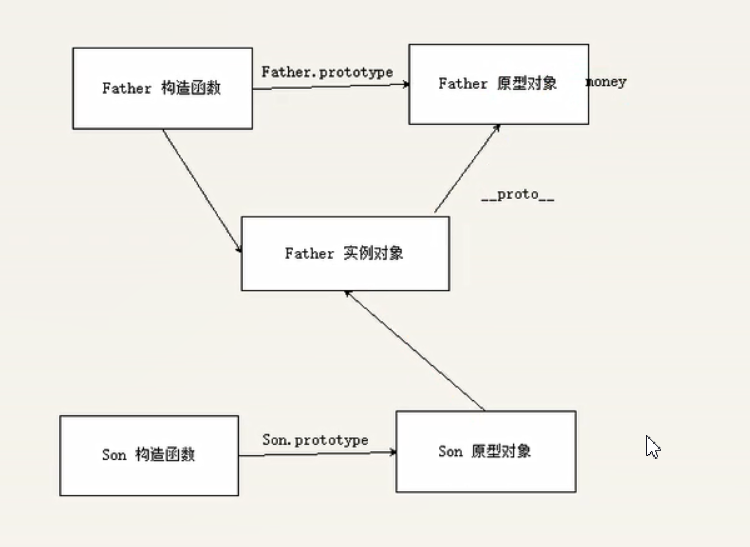 Father 构造函数
Father.prototype
Father 原型对象
money
__proto__
Father 实例对象
Son 构造函数
Son.prototype
Son 原型对象